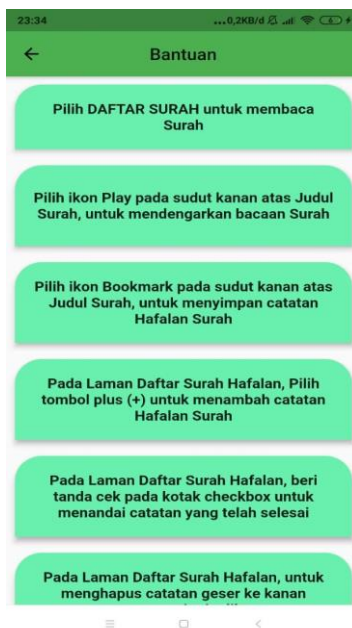 23:34 ...0,2KB/d
Bantuan
Pilih DAFTAR SURAH untuk membaca
Surah
Pilih ikon Play pada sudut kanan atas Judul
Surah, untuk mendengarkan bacaan Surah
Pilih ikon Bookmark pada sudut kanan atas
Judul Surah, untuk menyimpan catatan
Hafalan Surah
Pada Laman Daftar Surah Hafalan, Pilih
tombol plus (+) untuk menambah catatan
Hafalan Surah
Pada Laman Daftar Surah Hafalan, beri
tanda cek pada kotak checkbox untuk
menandai catatan yang telah selesai
Pada Laman Daftar Surah Hafalan, untuk
menghapus catatan geser ke kanan